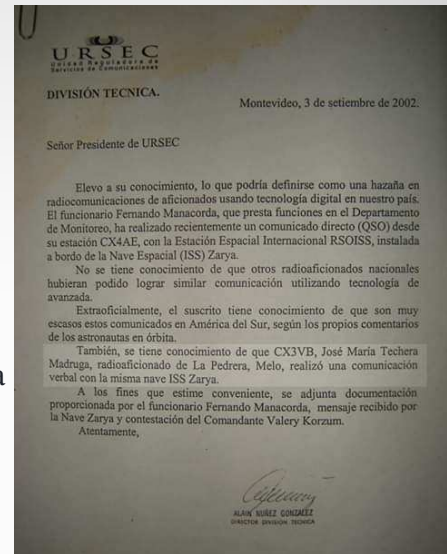 URSEC
Unidad Reguladora de
Servicios de Comunicaciones
DIVISIÓN TECNICA.
Montevideo, 3 de setiembre de 2002.
Señor Presidente de URSEC
Elevo a su conocimiento, lo que podría definirse como una hazaña en
radiocomunicaciones de aficionados usando tecnología digital en nuestro país.
El funcionario Fernando Manacorda, que presta funciones en el Departamento
de Monitoreo, ha realizado recientemente un comunicado directo (QSO) desde
su estación CX4AE, con la Estación Espacial Internacional RSOISS, instalada
a bordo de la Nave Espacial (ISS) Zarya.
No se tiene conocimiento de que otros radioaficionados nacionales
hubieran podido lograr similar comunicación utilizando tecnología de
avanzada.
Extraoficialmente, el suscrito tiene conocimiento de que son muy
escasos estos comunicados en América del Sur, según los propios comentarios
de los astronautas en órbita.
También, se tiene conocimiento de que CX3VB, José María Techera
Madruga, radioaficionado de La Pedrera, Melo, realizó una comunicación
verbal con la misma nave ISS Zarya.
a
A los fines que estime conveniente, se adjunta documentación
proporcionada por el funcionario Fernando Manacorda, mensaje recibido por
la Nave Zarya y contestación del Comandante Valery Korzum.
Atentamente,
ALAIN NUÑEZ GONZALEZ
DIRECTOR DIVISIÓN TECNICA